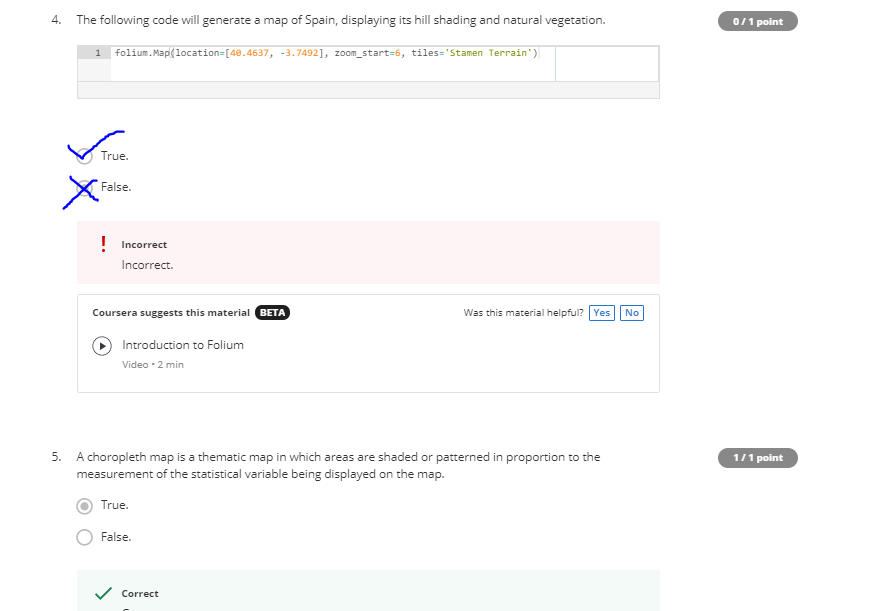 4. The following code will generate a map of Spain, displaying its hill shading and natural vegetation.
0 / 1 point
1 folium.Map(location=[40.4637, -3.7492], zoom_start=6, tiles='Stamen Terrain')
True.
False.
! Incorrect
Incorrect.
Coursera suggests this material BETA
Was this material helpful? Yes No
Introduction to Folium
Video • 2 min
5. A choropleth map is a thematic map in which areas are shaded or patterned in proportion to the
1 / 1 point
measurement of the statistical variable being displayed on the map.
True.
False.
Correct